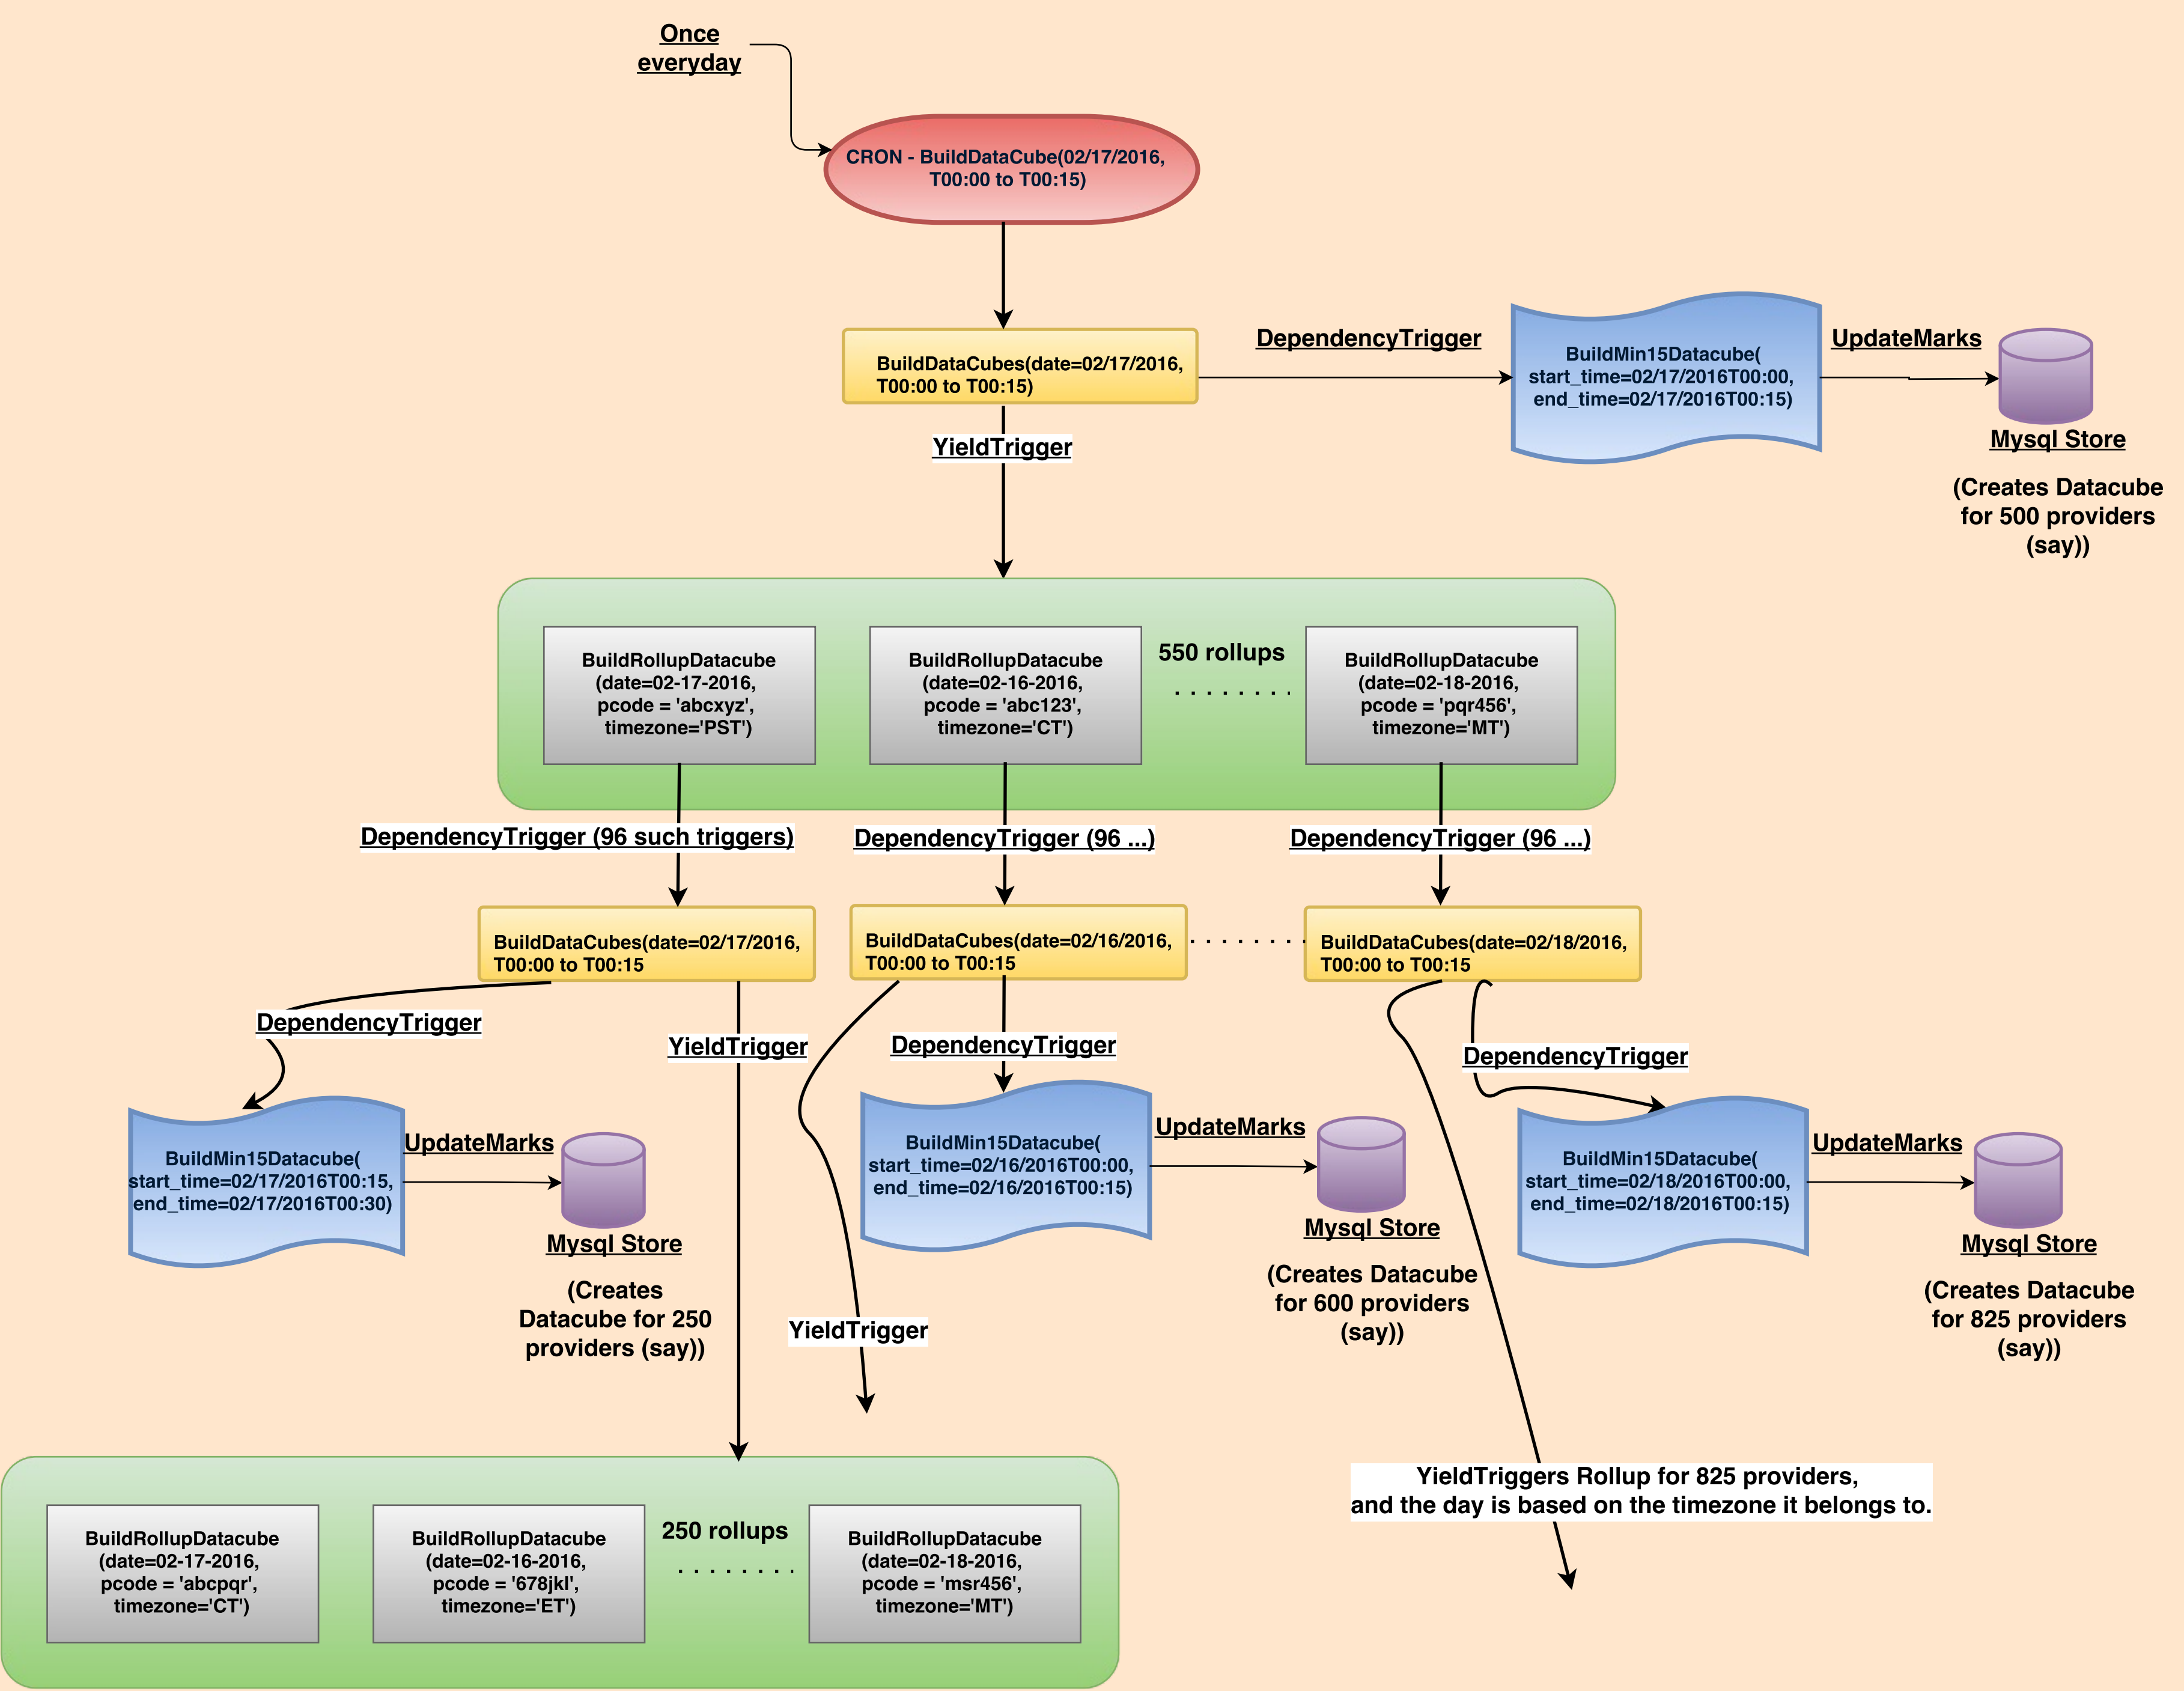 Once
everyday
CRON - BuildDataCube(02/17/2016,
T00:00 to T00:15)
BuildDataCubes(date=02/17/2016,
T00:00 to T00:15)
DependencyTrigger
BuildMin15Datacube(
start_time=02/17/2016T00:00,
end_time=02/17/2016T00:15)
UpdateMarks
Mysql Store
(Creates Datacube
for 500 providers
(say))
YieldTrigger
BuildRollupDatacube
(date=02-17-2016,
pcode = 'abcxyz',
timezone='PST')
BuildRollupDatacube
(date=02-16-2016,
pcode = 'abc123',
timezone='CT')
550 rollups
. . . . . . . .
BuildRollupDatacube
(date=02-18-2016,
pcode = 'pqr456',
timezone='MT')
DependencyTrigger (96 such triggers)
DependencyTrigger (96 ...)
DependencyTrigger (96 ...)
BuildDataCubes(date=02/17/2016,
T00:00 to T00:15
BuildDataCubes(date=02/16/2016,
T00:00 to T00:15
. . . . . . . .
BuildDataCubes(date=02/18/2016,
T00:00 to T00:15
DependencyTrigger
YieldTrigger
DependencyTrigger
DependencyTrigger
BuildMin15Datacube(
start_time=02/17/2016T00:15,
end_time=02/17/2016T00:30)
UpdateMarks
Mysql Store
(Creates
Datacube for 250
providers (say))
BuildMin15Datacube(
start_time=02/16/2016T00:00,
end_time=02/16/2016T00:15)
UpdateMarks
Mysql Store
(Creates Datacube
for 600 providers
(say))
BuildMin15Datacube(
start_time=02/18/2016T00:00,
end_time=02/18/2016T00:15)
UpdateMarks
Mysql Store
(Creates Datacube
for 825 providers
(say))
YieldTrigger
YieldTriggers Rollup for 825 providers,
and the day is based on the timezone it belongs to.
BuildRollupDatacube
(date=02-17-2016,
pcode = 'abcpqr',
timezone='CT')
BuildRollupDatacube
(date=02-16-2016,
pcode = '678jkl',
timezone='ET')
250 rollups
. . . . . . . .
BuildRollupDatacube
(date=02-18-2016,
pcode = 'msr456',
timezone='MT')